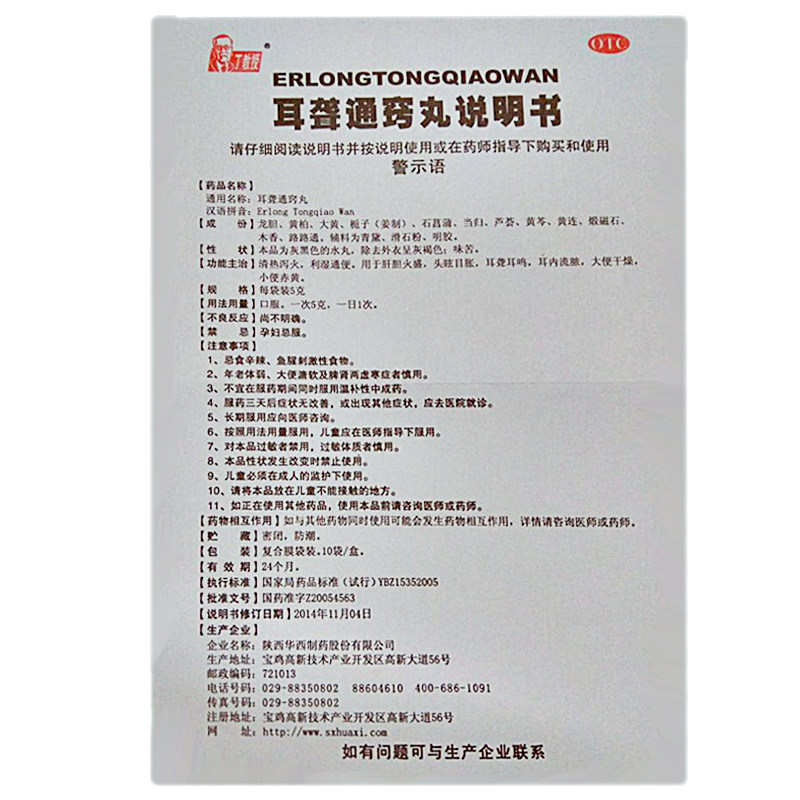 丁教授®
OTC
ERLONGTONGQIAOWAN
耳聋通窍丸说明书
请仔细阅读说明书并按说明使用或在药师指导下购买和使用
警示语
【药品名称】
通用名称：耳聋通窍丸
汉语拼音：Erlong Tongqiao Wan
【成　　份】龙胆、黄柏、大黄、栀子（姜制）、石菖蒲、当归、芦荟、黄芩、黄连、煅磁石、
木香、路路通，辅料为青黛、滑石粉、明胶。
【性　　状】本品为灰黑色的水丸，除去外衣呈灰褐色；味苦。
【功能主治】清热泻火，利湿通便。用于肝胆火盛，头眩目胀，耳聋耳鸣，耳内流脓，大便干燥，
小便赤黄。
【规　　格】每袋装5克
【用法用量】口服。一次5克，一日1次。
【不良反应】尚不明确。
【禁　　忌】孕妇忌服。
【注意事项】
1、忌食辛辣、鱼腥刺激性食物。
2、年老体弱、大便溏软及脾肾两虚寒症者慎用。
3、不宜在服药期间同时服用温补性中成药。
4、服药三天后症状无改善，或出现其他症状，应去医院就诊。
5、长期服用应向医师咨询。
6、按照用法用量服用，儿童应在医师指导下服用。
7、对本品过敏者禁用，过敏体质者慎用。
8、本品性状发生改变时禁止使用。
9、儿童必须在成人的监护下使用。
10、请将本品放在儿童不能接触的地方。
11、如正在使用其他药品，使用本品前请咨询医师或药师。
【药物相互作用】如与其他药物同时使用可能会发生药物相互作用，详情请咨询医师或药师。
【贮　　藏】密闭，防潮。
【包　　装】复合膜袋装。10袋/盒。
【有 效 期】24个月。
【执行标准】国家局药品标准（试行）YBZ15352005
【批准文号】国药准字Z20054563
【说明书修订日期】2014年11月04日
【生产企业】
企业名称：陕西华西制药股份有限公司
生产地址：宝鸡高新技术产业开发区高新大道56号
邮政编码：721013
电话号码：029-88350802　88604610　400-686-1091
传真号码：029-88350802
注册地址：宝鸡高新技术产业开发区高新大道56号
网　　址：http://www.sxhuaxi.com
如有问题可与生产企业联系